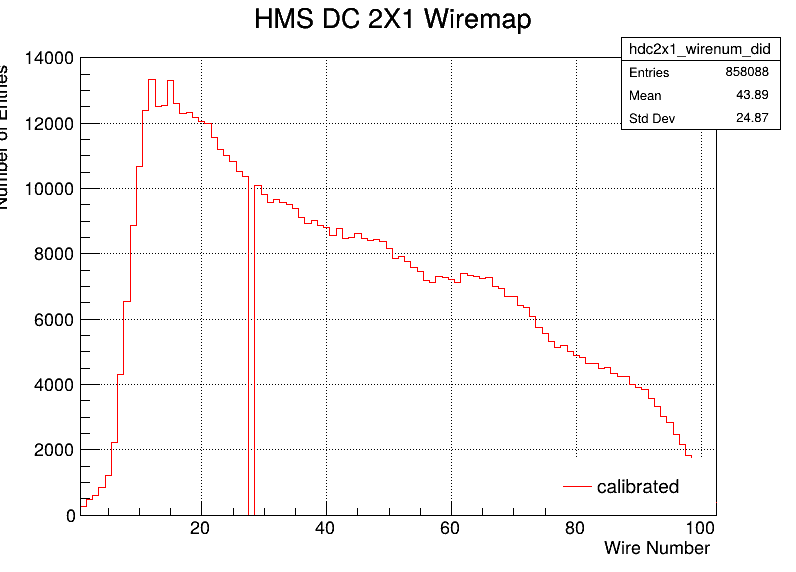 HMS DC 2X1 Wiremap
hdc2x1_wirenum_did
Entries 858088
Mean 43.89
Std Dev 24.87
Number of Entries
14000
12000
10000
8000
6000
4000
2000
0
20 40 60 80 100
calibrated
Wire Number